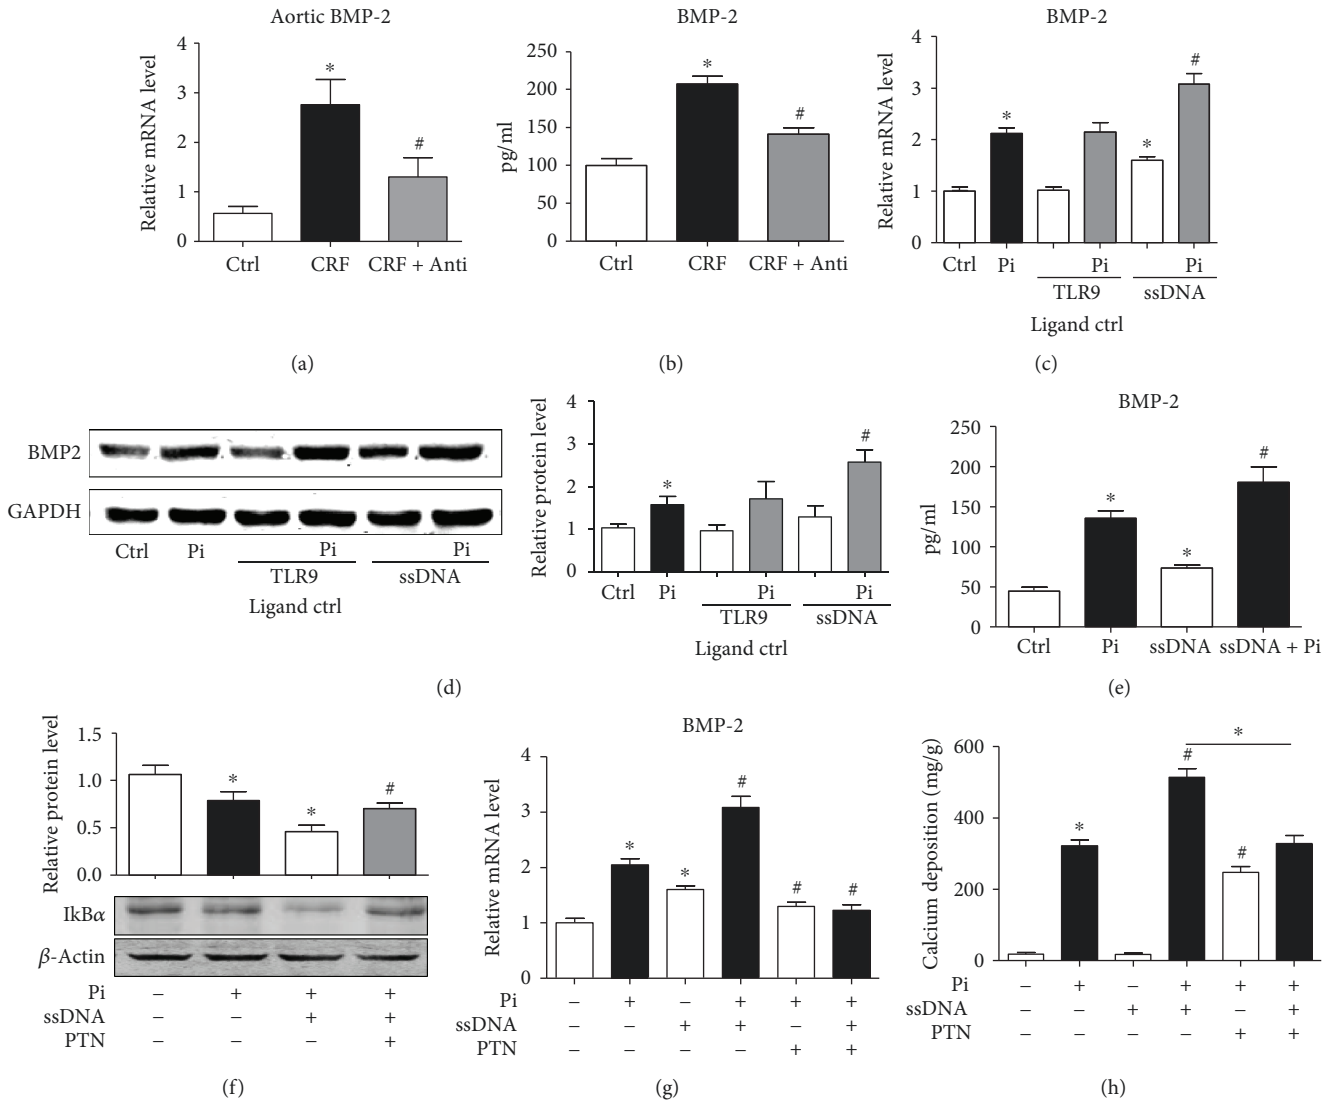 Aortic BMP-2
Relative mRNA level
4
3
2
1
0
*
#
Ctrl CRF CRF + Anti
(a)
BMP-2
pg/ml
250
200
150
100
50
0
*
#
Ctrl CRF CRF + Anti
(b)
BMP-2
Relative mRNA level
4
3
2
1
0
*
*
#
Ctrl Pi Pi Pi
TLR9 ssDNA
Ligand ctrl
(c)
BMP2
GAPDH
Ctrl Pi Pi Pi
TLR9 ssDNA
Ligand ctrl
Relative protein level
4
3
2
1
0
*
#
Ctrl Pi Pi Pi
TLR9 ssDNA
Ligand ctrl
(d)
BMP-2
pg/ml
250
200
150
100
50
0
*
*
#
Ctrl Pi ssDNA ssDNA + Pi
(e)
Relative protein level
1.5
1.0
0.5
0.0
*
*
#
IkBα
β-Actin
Pi – + + +
ssDNA – – + +
PTN – – – +
(f)
BMP-2
Relative mRNA level
4
3
2
1
0
*
*
#
#
#
Pi – + – + + +
ssDNA – – + + – +
PTN – – – – + +
(g)
Calcium deposition (mg/g)
600
400
200
0
*
#
#
*
Pi – + – + + +
ssDNA – – + + – +
PTN – – – – + +
(h)